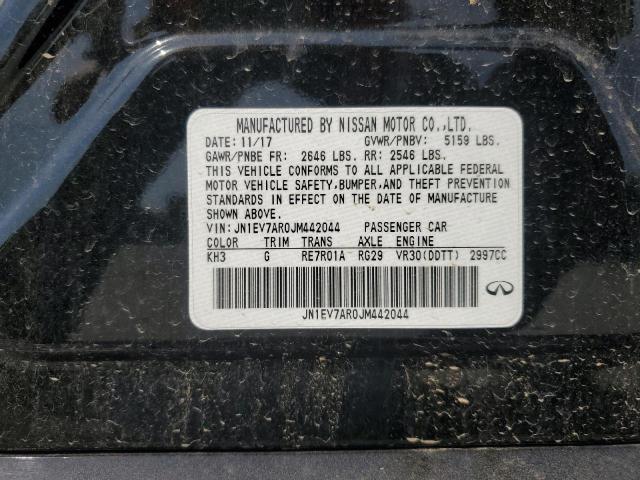 MANUFACTURED BY NISSAN MOTOR CO.,LTD.
DATE: 11/17 GVWR/PNBV: 5159 LBS.
GAWR/PNBE FR: 2646 LBS. RR: 2546 LBS.
THIS VEHICLE CONFORMS TO ALL APPLICABLE FEDERAL
MOTOR VEHICLE SAFETY,BUMPER,AND THEFT PREVENTION
STANDARDS IN EFFECT ON THE DATE OF MANUFACTURE
SHOWN ABOVE.
VIN: JN1EV7AR0JM442044 PASSENGER CAR
COLOR TRIM TRANS AXLE ENGINE
KH3 G RE7R01A RG29 VR30(DDTT) 2997CC
JN1EV7AR0JM442044